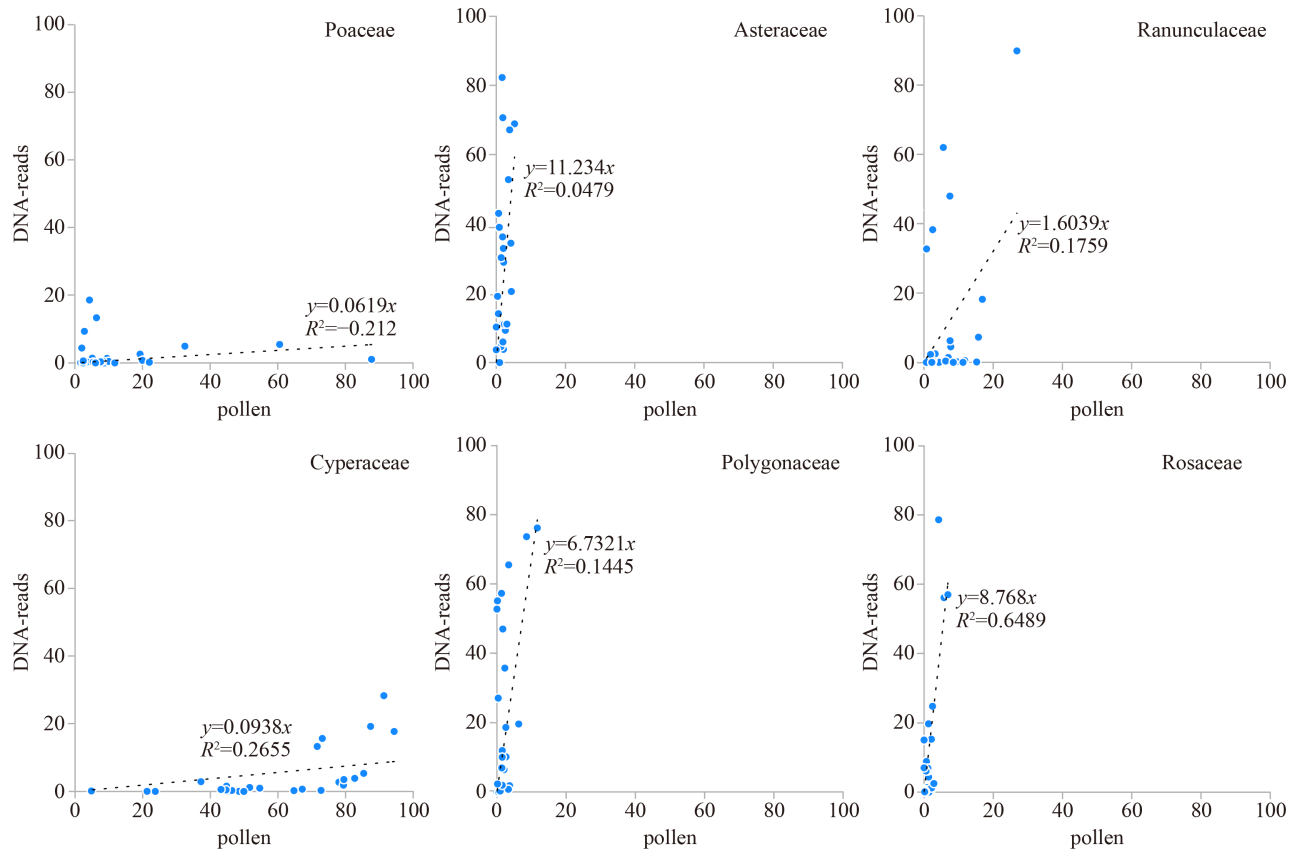 Poaceae
100
80
60
40
20
0
DNA-reads
y=0.0619x
R²=−0.212
0
20
40
60
80
100
pollen
Asteraceae
100
80
60
40
20
0
DNA-reads
y=11.234x
R²=0.0479
0
20
40
60
80
100
pollen
Ranunculaceae
100
80
60
40
20
0
DNA-reads
y=1.6039x
R²=0.1759
0
20
40
60
80
100
pollen
Cyperaceae
100
80
60
40
20
0
DNA-reads
y=0.0938x
R²=0.2655
0
20
40
60
80
100
pollen
Polygonaceae
100
80
60
40
20
0
DNA-reads
y=6.7321x
R²=0.1445
0
20
40
60
80
100
pollen
Rosaceae
100
80
60
40
20
0
DNA-reads
y=8.768x
R²=0.6489
0
20
40
60
80
100
pollen